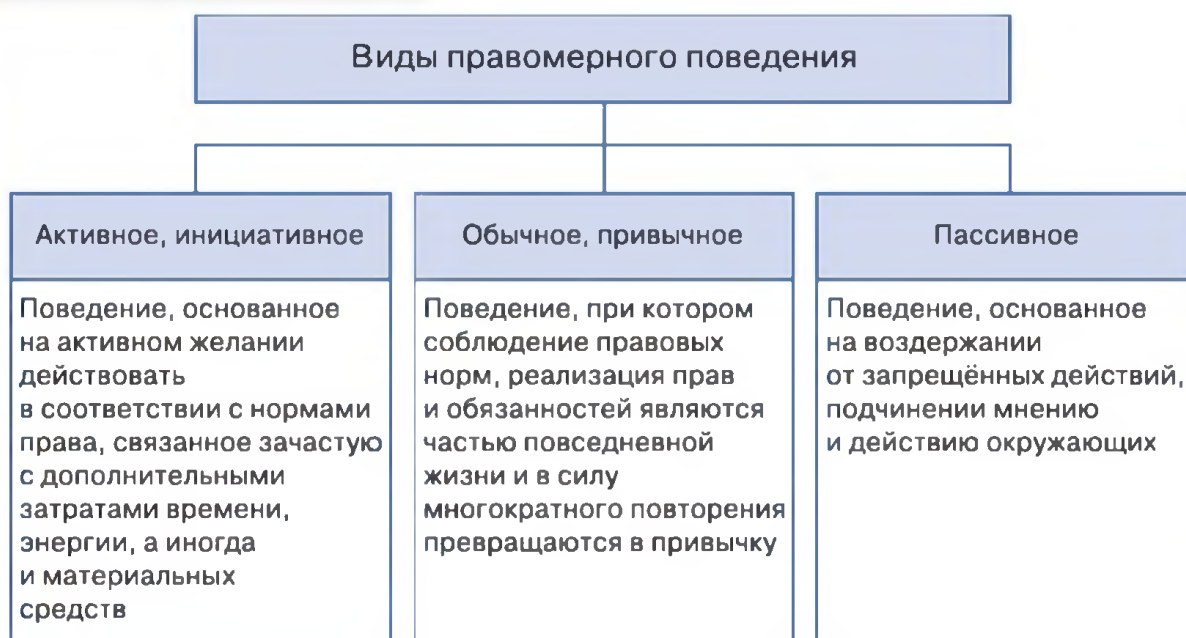 Виды правомерного поведения
Активное, инициативное
Поведение, основанное
на активном желании
действовать
в соответствии с нормами
права, связанное зачастую
с дополнительными
затратами времени,
энергии, а иногда
и материальных
средств
Обычное, привычное
Поведение, при котором
соблюдение правовых
норм, реализация прав
и обязанностей являются
частью повседневной
жизни и в силу
многократного повторения
превращаются в привычку
Пассивное
Поведение, основанное
на воздержании
от запрещённых действий,
подчинении мнению
и действию окружающих